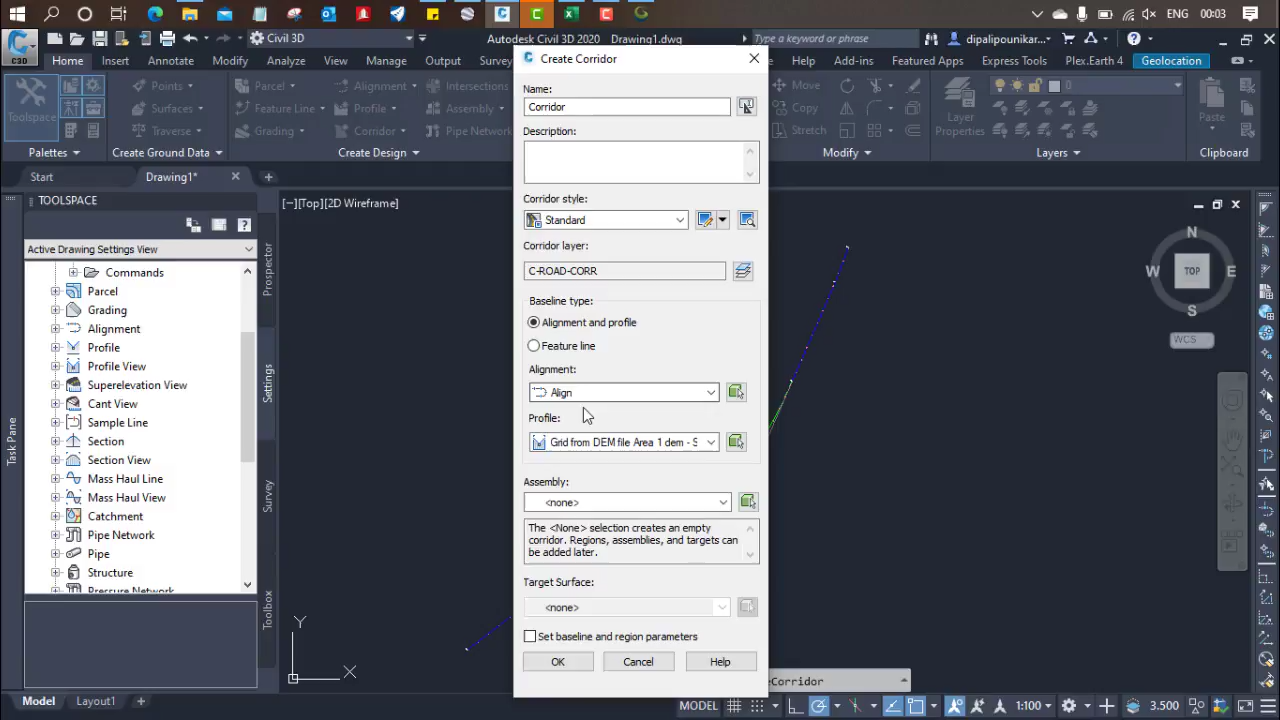 ENG
00:03
Civil 3D
Autodesk Civil 3D 2020
Drawing1.dwg
Type a keyword or phrase
dipalipounikar...
C3D
Home
Insert
Annotate
Modify
Analyze
View
Manage
Output
Survey
Help
Add-ins
Featured Apps
Express Tools
Plex.Earth 4
Geolocation
Toolspace
Points
Surfaces
Traverse
Parcel
Feature Line
Grading
Alignment
Profile
Corridor
Intersections
Assembly
Pipe Network
Move
Copy
Stretch
Layer
Properties
0
Paste
Palettes
Create Ground Data
Create Design
Modify
Layers
Clipboard
Start
Drawing1*
TOOLSPACE
Active Drawing Settings View
Commands
Parcel
Grading
Alignment
Profile
Profile View
Superelevation View
Cant View
Sample Line
Section
Section View
Mass Haul Line
Mass Haul View
Catchment
Pipe Network
Pipe
Structure
Pressure Network
Task Pane
Prospector
Settings
Survey
Toolbox
[−][Top][2D Wireframe]
Create Corridor
Name:
Corridor
Description:
Corridor style:
Standard
Corridor layer:
C-ROAD-CORR
Baseline type:
Alignment and profile
Feature line
Alignment:
Align
Profile:
Grid from DEM file Area 1 dem - S
Assembly:
<none>
The <None> selection creates an empty
corridor. Regions, assemblies, and targets can
be added later.
Target Surface:
<none>
Set baseline and region parameters
OK
Cancel
Help
N
W
TOP
E
S
WCS
Y
X
eCorridor
Model
Layout1
MODEL
1:100
3.500